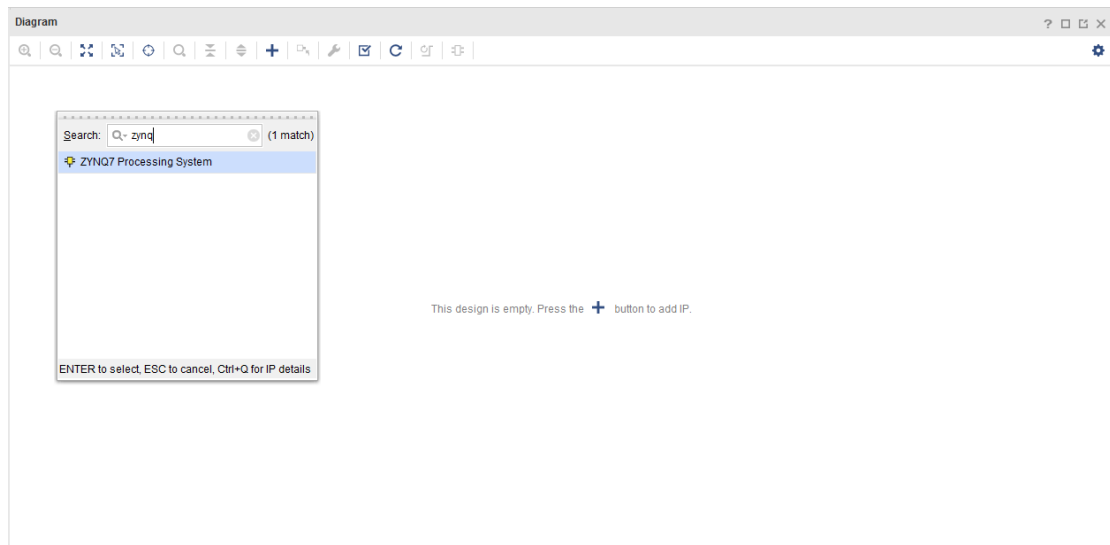 Diagram
Search: zynq (1 match)
ZYNQ7 Processing System
This design is empty. Press the button to add IP.
ENTER to select, ESC to cancel, Ctrl+Q for IP details